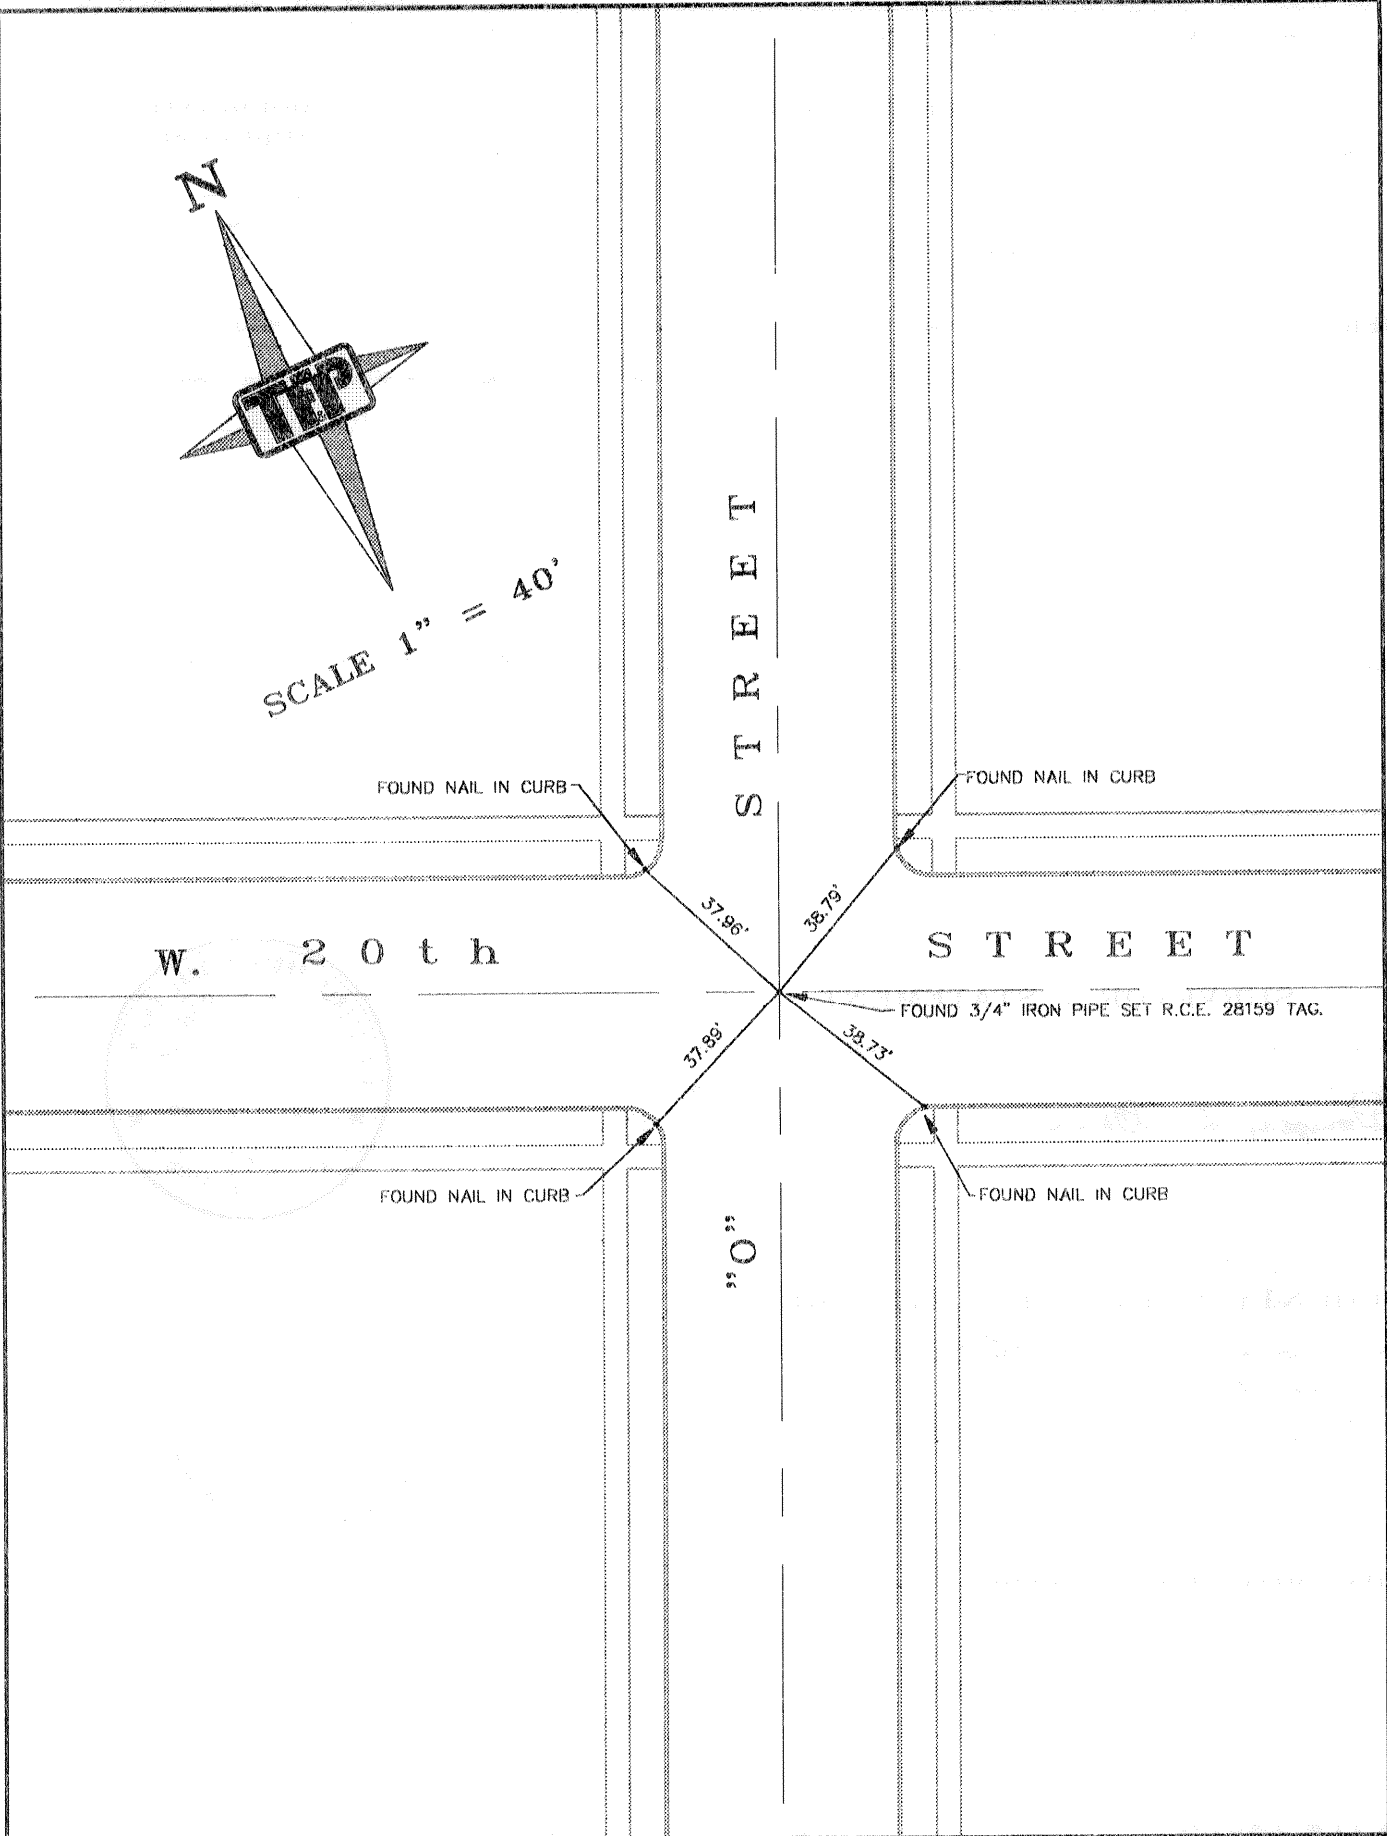 N
TEP
SCALE 1" = 40'
STREET
FOUND NAIL IN CURB
FOUND NAIL IN CURB
37.96'
38.79'
W. 20th STREET
FOUND 3/4" IRON PIPE SET R.C.E. 28159 TAG.
37.89'
38.73'
FOUND NAIL IN CURB
FOUND NAIL IN CURB
"O"